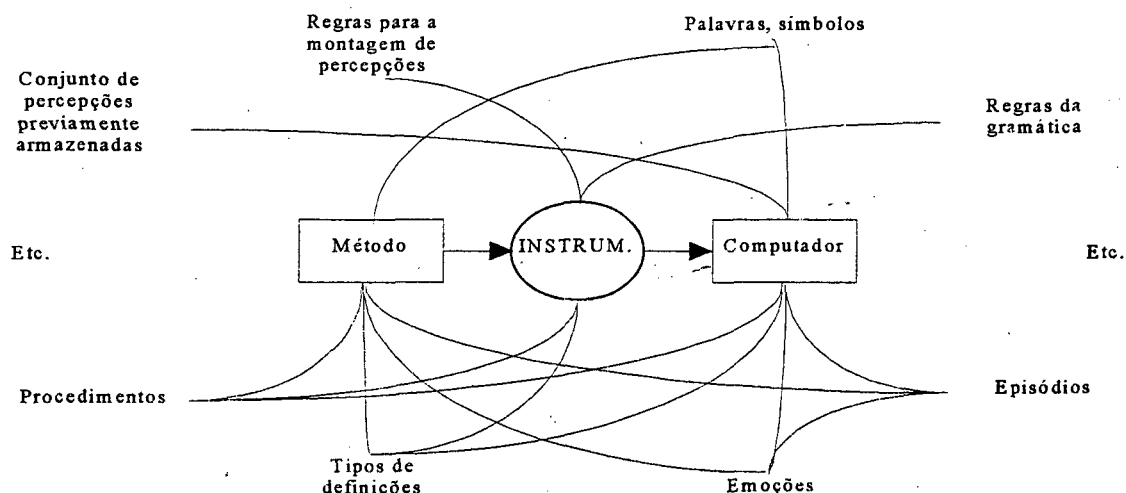 Regras para a
montagem de
percepções
Palavras, símbolos
Conjunto de
percepções
previamente
armazenadas
Regras da
gramática
Etc.
Método
INSTRUM.
Computador
Etc.
Procedimentos
Episódios
Tipos de
definições
Emoções